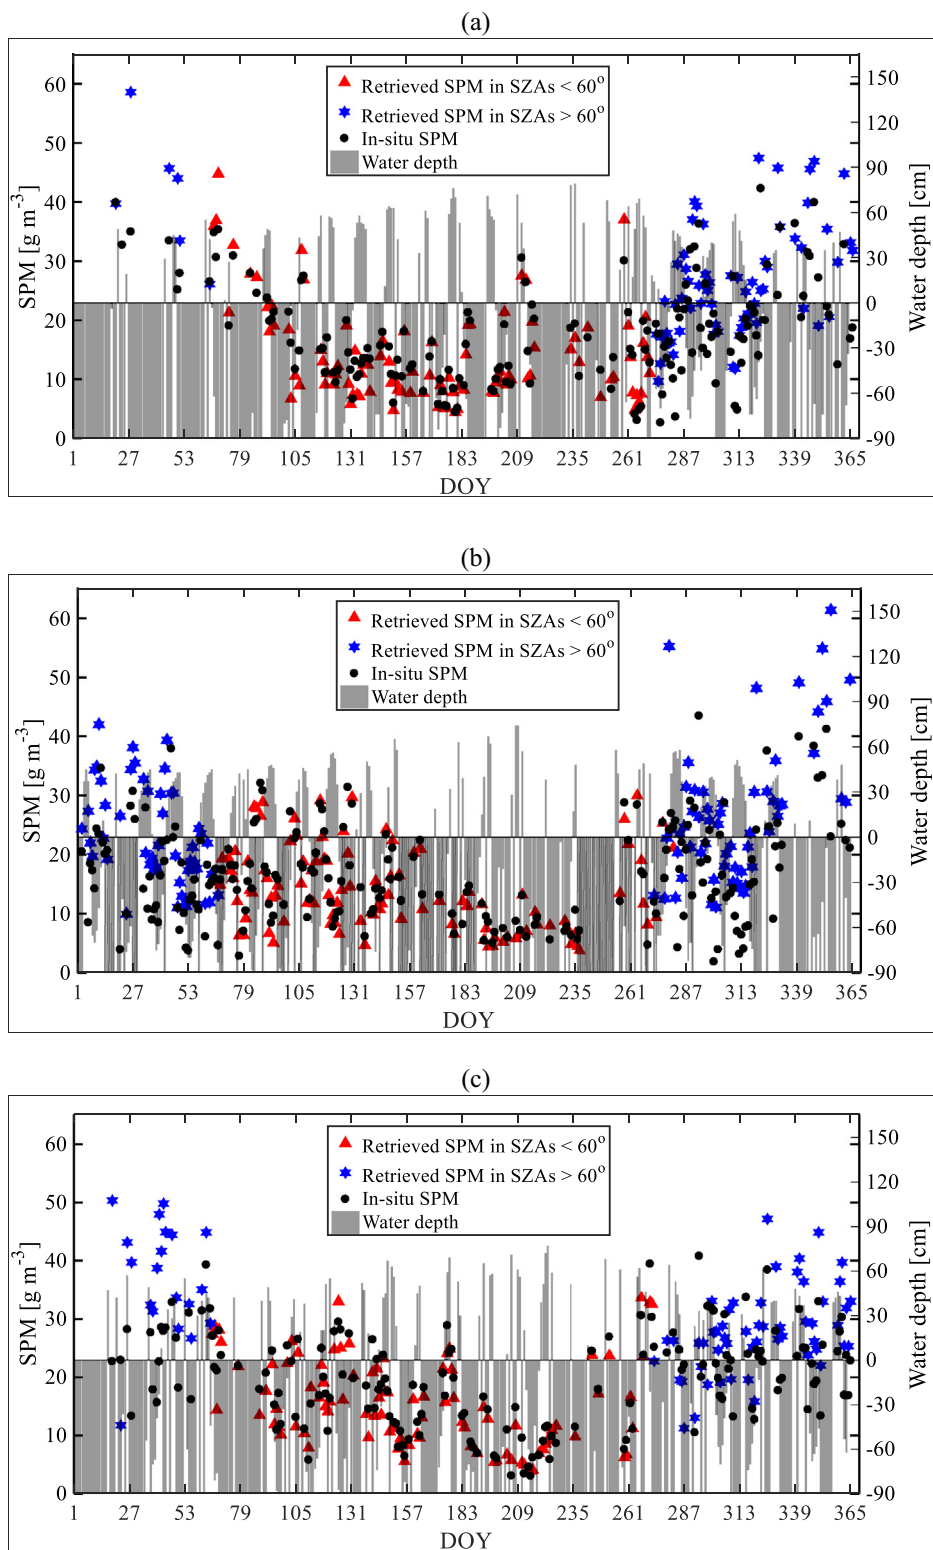 (a)
Retrieved SPM in SZAs < 60°
Retrieved SPM in SZAs > 60°
In-situ SPM
Water depth
SPM [g m-3]
60
50
40
30
20
10
0
Water depth [cm]
150
120
90
60
30
0
-30
-60
-90
1 27 53 79 105 131 157 183 209 235 261 287 313 339 365
DOY
(b)
Retrieved SPM in SZAs < 60°
Retrieved SPM in SZAs > 60°
In-situ SPM
Water depth
SPM [g m-3]
60
50
40
30
20
10
0
Water depth [cm]
150
120
90
60
30
0
-30
-60
-90
1 27 53 79 105 131 157 183 209 235 261 287 313 339 365
DOY
(c)
Retrieved SPM in SZAs < 60°
Retrieved SPM in SZAs > 60°
In-situ SPM
Water depth
SPM [g m-3]
60
50
40
30
20
10
0
Water depth [cm]
150
120
90
60
30
0
-30
-60
-90
1 27 53 79 105 131 157 183 209 235 261 287 313 339 365
DOY